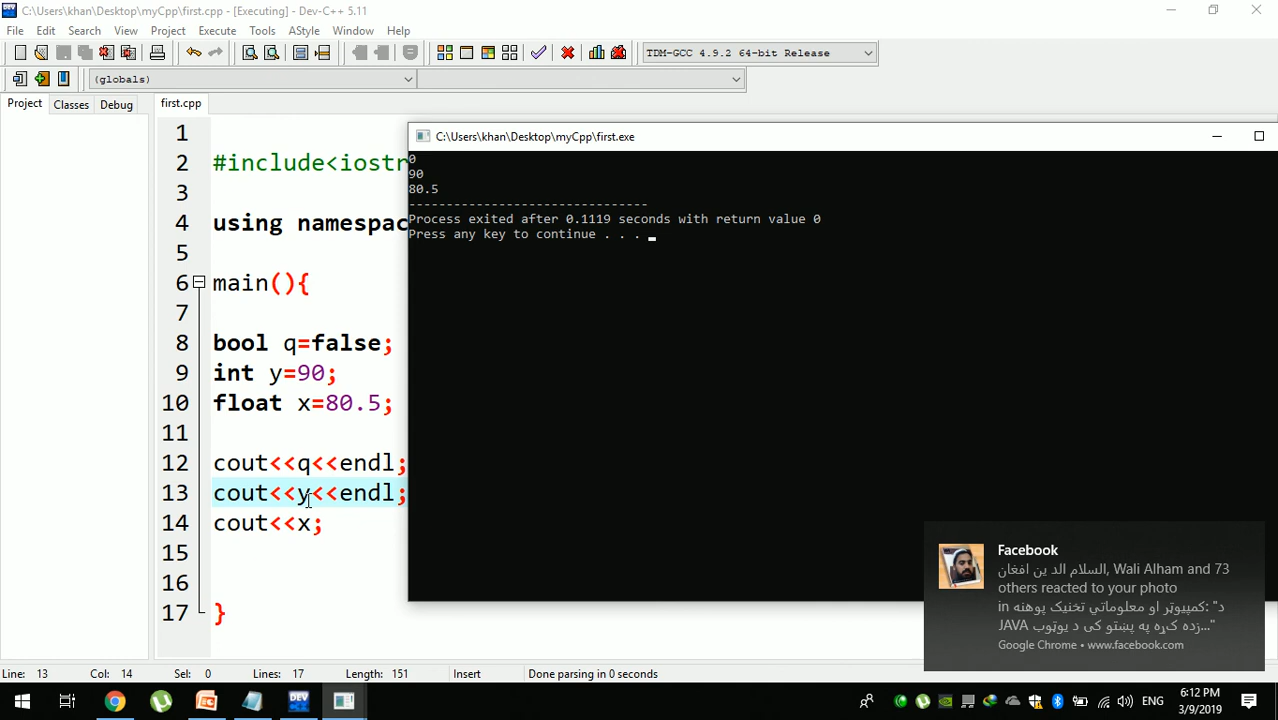 C:\Users\khan\Desktop\myCpp\first.cpp - [Executing] - Dev-C++ 5.11
File Edit Search View Project Execute Tools AStyle Window Help
TDM-GCC 4.9.2 64-bit Release
(globals)
Project Classes Debug
first.cpp
1
2 #include<iostr
3
4 using namespac
5
6 main(){
7
8 bool q=false;
9 int y=90;
10 float x=80.5;
11
12 cout<<q<<endl;
13 cout<<y<<endl;
14 cout<<x;
15
16
17 }
C:\Users\khan\Desktop\myCpp\first.exe
0
90
80.5
--------------------------------
Process exited after 0.1119 seconds with return value 0
Press any key to continue . . .
Facebook
السلام الد ين افغان, Wali Alham and 73
others reacted to your photo
in کمپیوټر او معلوماتي تخنیک پوهنه: "د
JAVA زده کړه په پښتو کی د یوټوب..."
Google Chrome • www.facebook.com
Line: 13 Col: 14 Sel: 0 Lines: 17 Length: 151 Insert Done parsing in 0 seconds
DEV
ENG
6:12 PM
3/9/2019